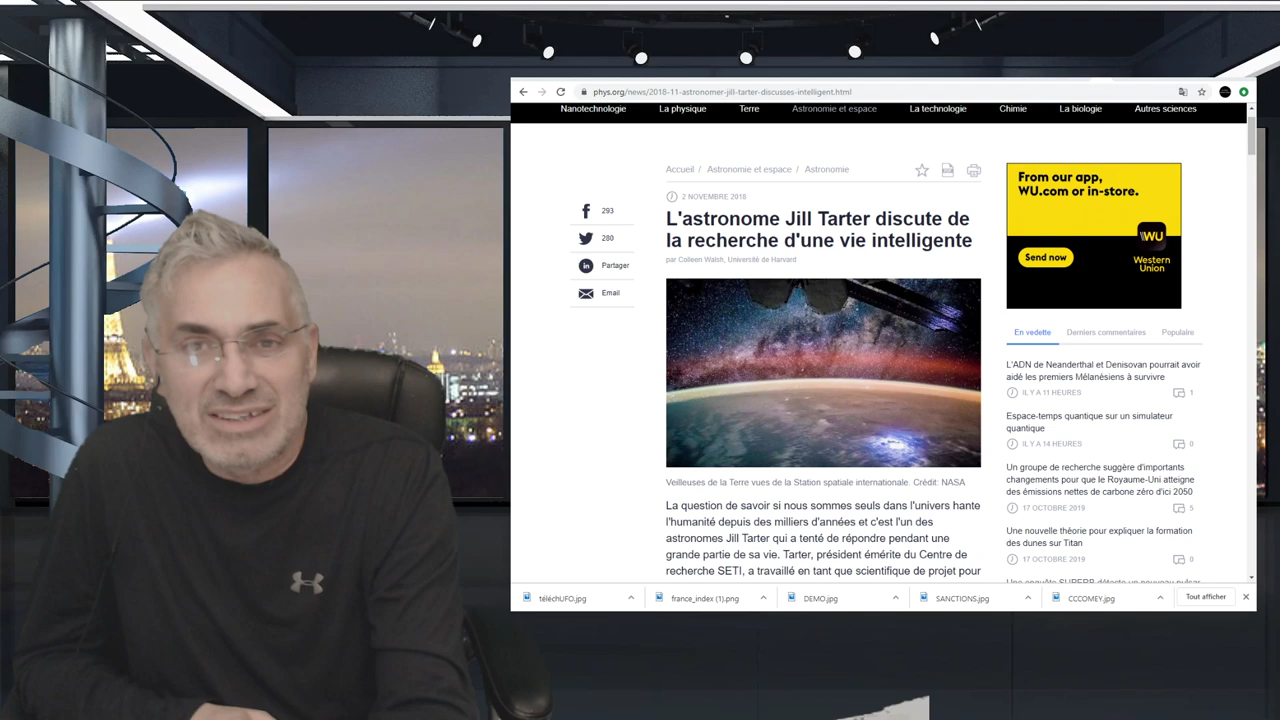 phys.org/news/2018-11-astronomer-jill-tarter-discusses-intelligent.html
Nanotechnologie La physique Terre Astronomie et espace La technologie Chimie La biologie Autres sciences
Accueil / Astronomie et espace / Astronomie
2 NOVEMBRE 2018
L'astronome Jill Tarter discute de
la recherche d'une vie intelligente
par Colleen Walsh, Université de Harvard
293
280
Partager
Email
Veilleuses de la Terre vues de la Station spatiale internationale. Crédit: NASA
La question de savoir si nous sommes seuls dans l'univers hante
l'humanité depuis des milliers d'années et c'est l'un des
astronomes Jill Tarter qui a tenté de répondre pendant une
grande partie de sa vie. Tarter, président émérite du Centre de
recherche SETI, a travaillé en tant que scientifique de projet pour
From our app,
WU.com or in-store.
Send now
WU
Western
Union
En vedette Derniers commentaires Populaire
L'ADN de Neanderthal et Denisovan pourrait avoir
aidé les premiers Mélanésiens à survivre
IL Y A 11 HEURES 1
Espace-temps quantique sur un simulateur
quantique
IL Y A 14 HEURES 0
Un groupe de recherche suggère d'importants
changements pour que le Royaume-Uni atteigne
des émissions nettes de carbone zéro d'ici 2050
17 OCTOBRE 2019 5
Une nouvelle théorie pour expliquer la formation
des dunes sur Titan
17 OCTOBRE 2019 0
Une enquête SUPERB détecte un nouveau pulsar
téléchUFO.jpg france_index (1).png DEMO.jpg SANCTIONS.jpg CCCOMEY.jpg Tout afficher